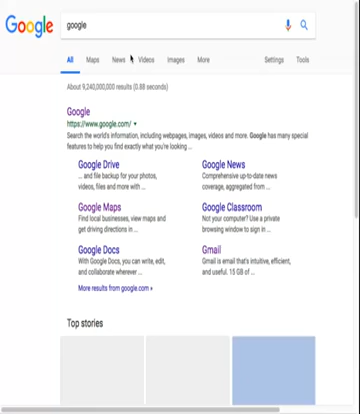 Google
google
All Maps News Videos Images More Settings Tools
About 9,240,000,000 results (0.88 seconds)
Google
https://www.google.com/
Search the world's information, including webpages, images, videos and more. Google has many special
features to help you find exactly what you're looking ...
Google Drive
... and file backup for your photos,
videos, files and more with ...
Google News
Comprehensive up-to-date news
coverage, aggregated from ...
Google Maps
Find local businesses, view maps and
get driving directions in ...
Google Classroom
Not your computer? Use a private
browsing window to sign in ...
Google Docs
With Google Docs, you can write, edit,
and collaborate wherever ...
Gmail
Gmail is email that's intuitive, efficient,
and useful. 15 GB of ...
More results from google.com »
Top stories